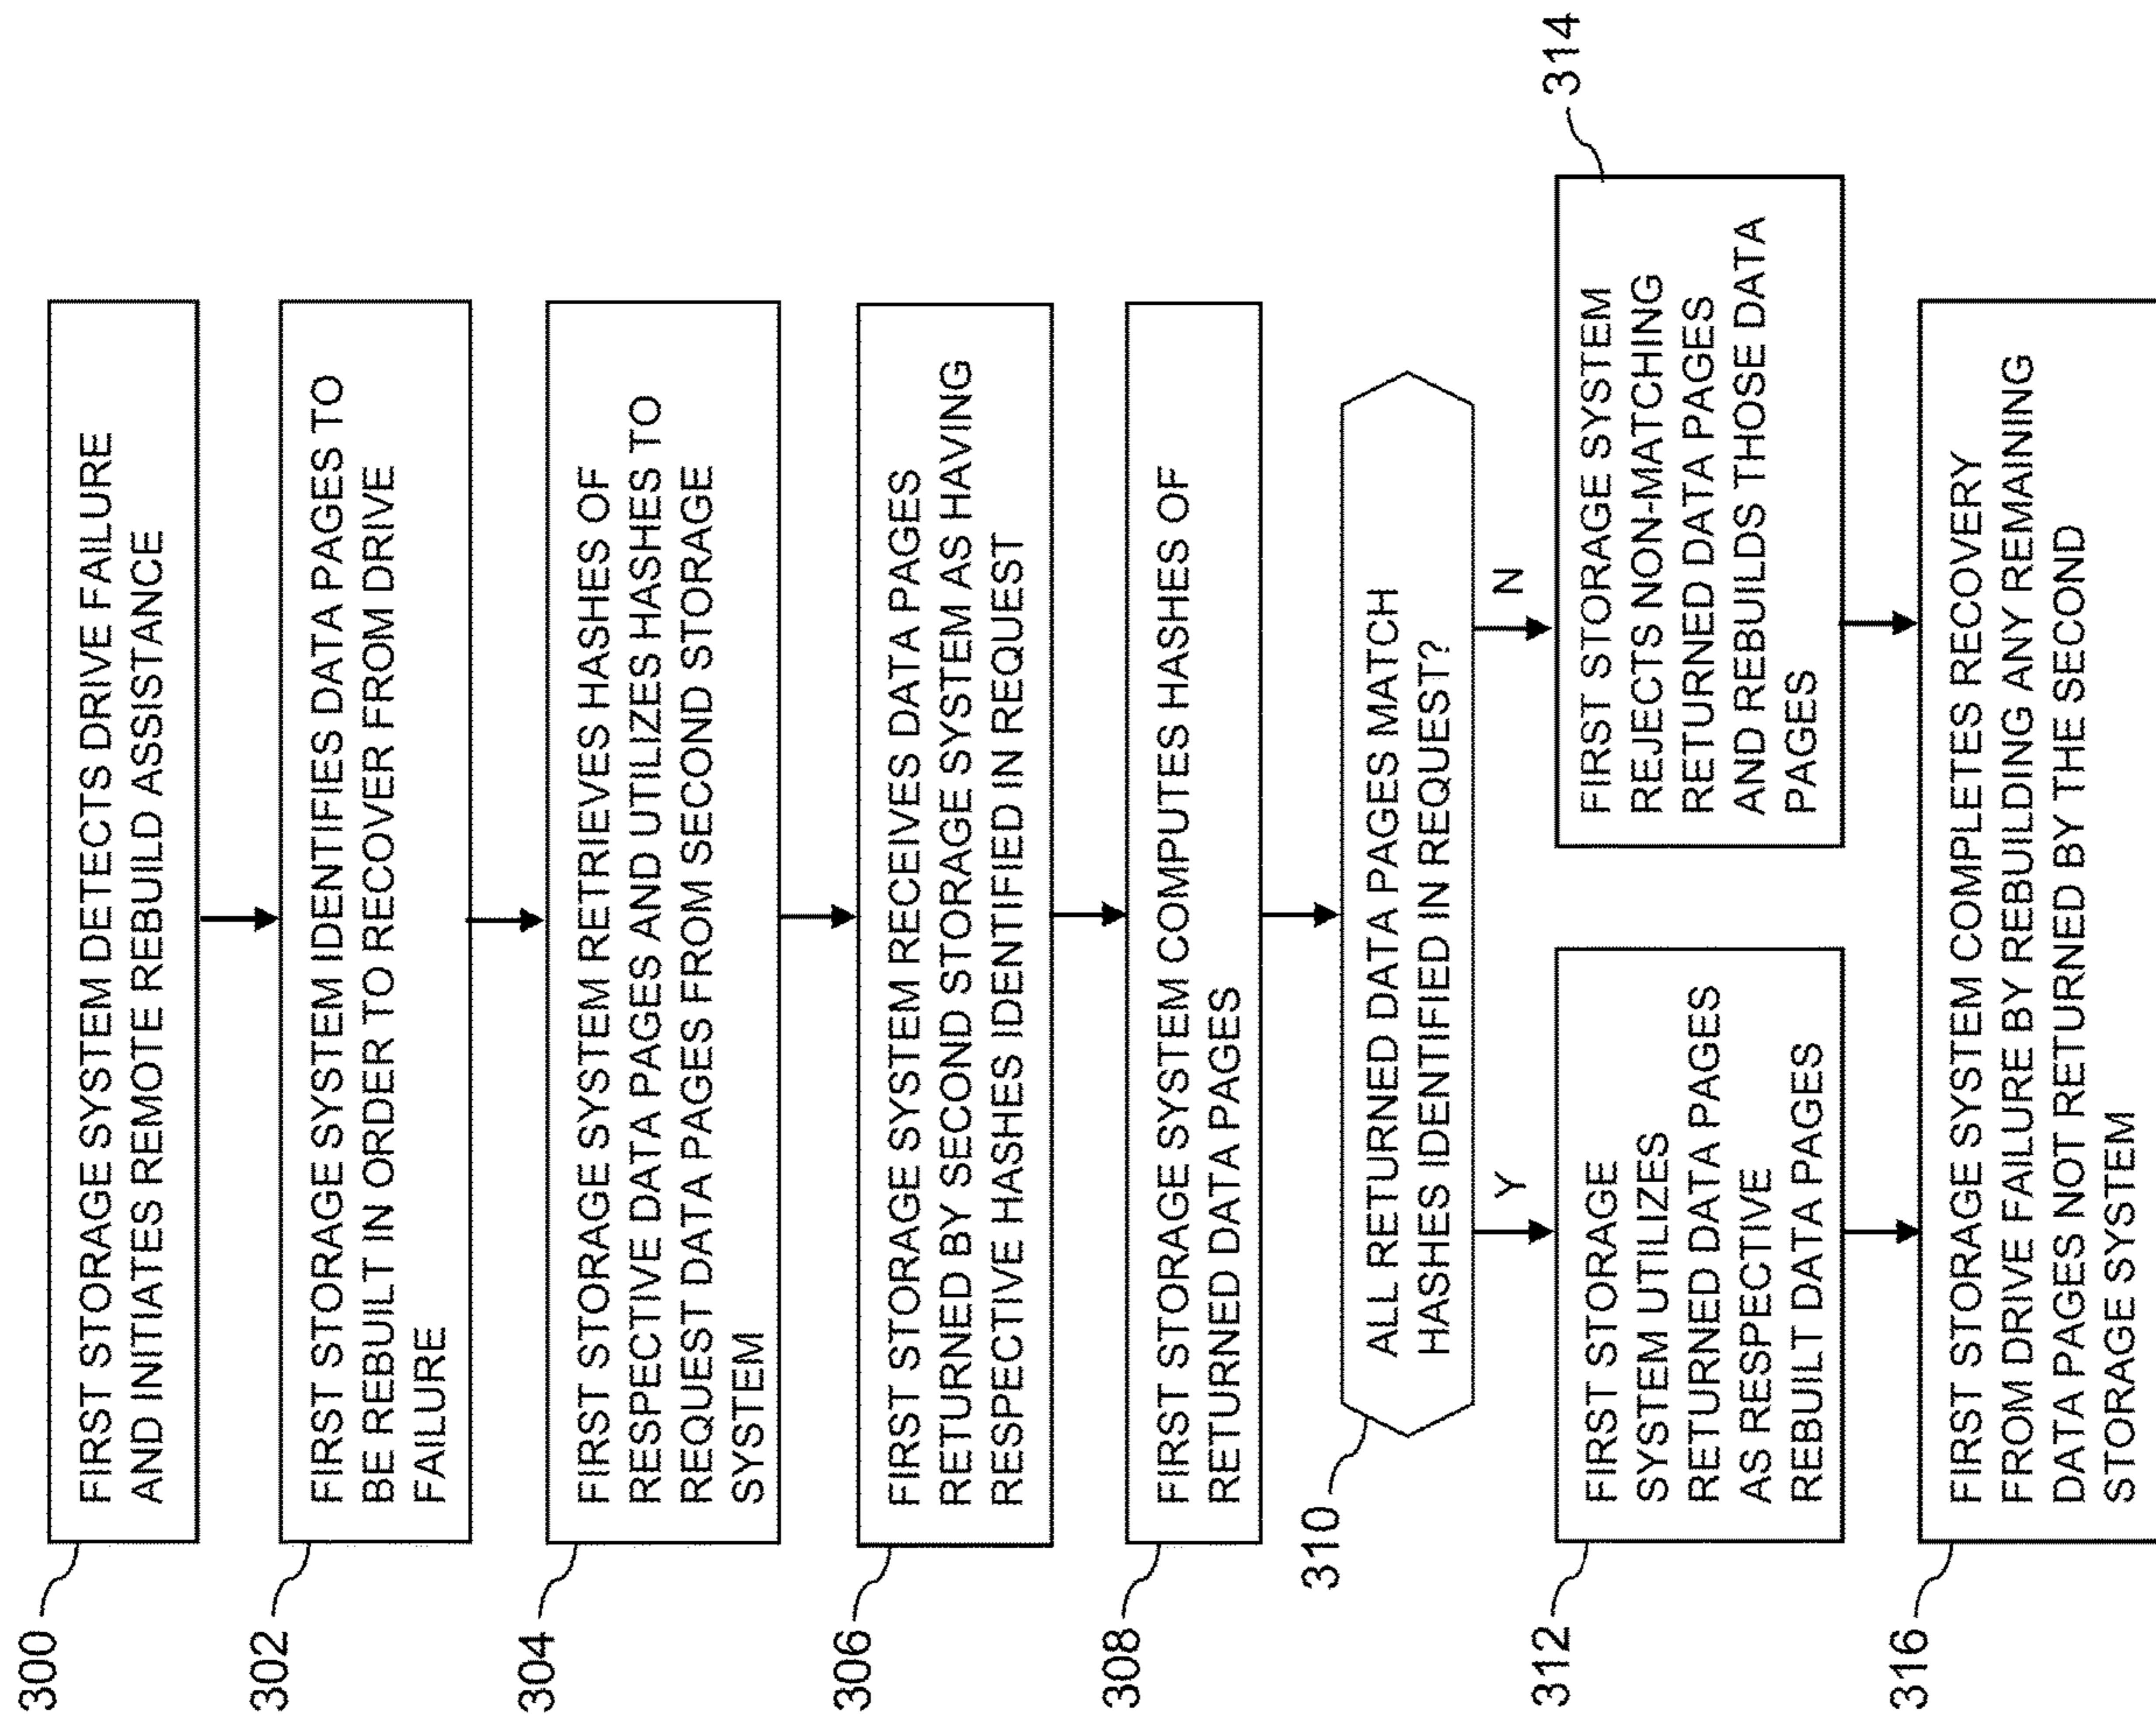 300
FIRST STORAGE SYSTEM DETECTS DRIVE FAILURE
AND INITIATES REMOTE REBUILD ASSISTANCE
302
FIRST STORAGE SYSTEM IDENTIFIES DATA PAGES TO
BE REBUILT IN ORDER TO RECOVER FROM DRIVE
FAILURE
304
FIRST STORAGE SYSTEM RETRIEVES HASHES OF
RESPECTIVE DATA PAGES AND UTILIZES HASHES TO
REQUEST DATA PAGES FROM SECOND STORAGE
SYSTEM
306
FIRST STORAGE SYSTEM RECEIVES DATA PAGES
RETURNED BY SECOND STORAGE SYSTEM AS HAVING
RESPECTIVE HASHES IDENTIFIED IN REQUEST
308
FIRST STORAGE SYSTEM COMPUTES HASHES OF
RETURNED DATA PAGES
310
ALL RETURNED DATA PAGES MATCH
HASHES IDENTIFIED IN REQUEST?
Y
N
312
FIRST STORAGE
SYSTEM UTILIZES
RETURNED DATA PAGES
AS RESPECTIVE
REBUILT DATA PAGES
314
FIRST STORAGE SYSTEM
REJECTS NON-MATCHING
RETURNED DATA PAGES
AND REBUILDS THOSE DATA
PAGES
316
FIRST STORAGE SYSTEM COMPLETES RECOVERY
FROM DRIVE FAILURE BY REBUILDING ANY REMAINING
DATA PAGES NOT RETURNED BY THE SECOND
STORAGE SYSTEM